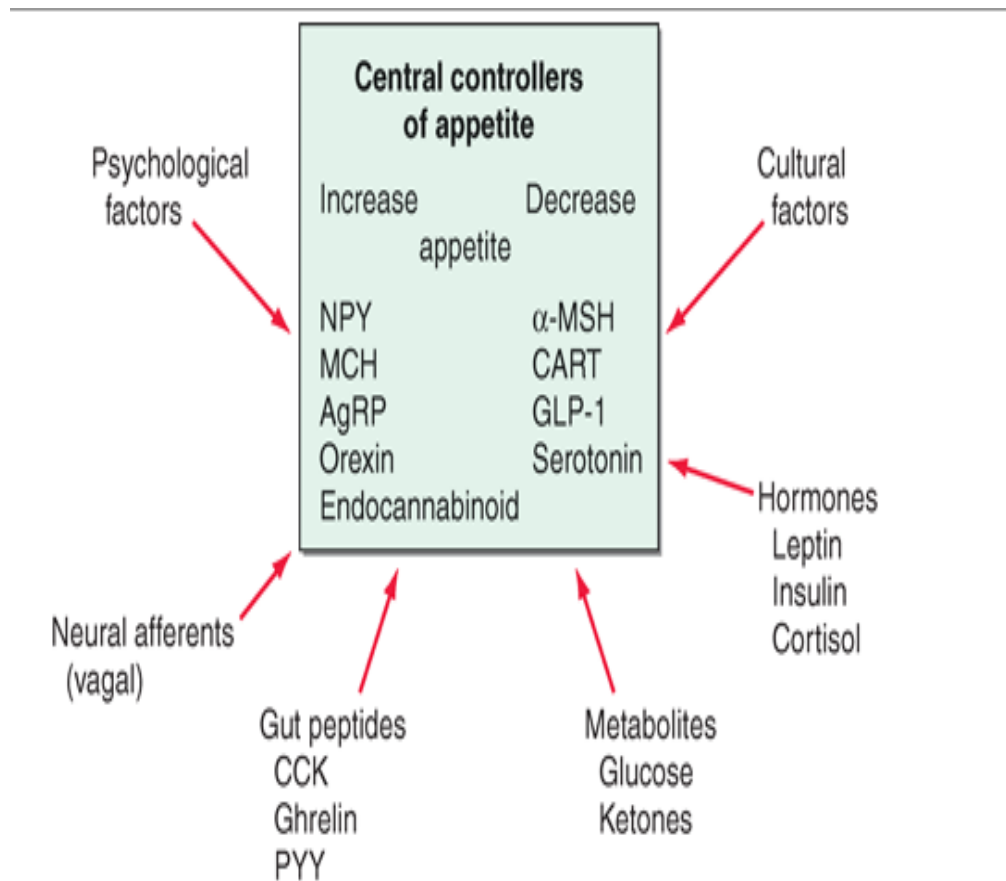 Central controllers
of appetite
Psychological
factors
Cultural
factors
Increase Decrease
appetite
NPY α-MSH
MCH CART
AgRP GLP-1
Orexin Serotonin
Endocannabinoid
Hormones
Leptin
Insulin
Cortisol
Neural afferents
(vagal)
Gut peptides
CCK
Ghrelin
PYY
Metabolites
Glucose
Ketones